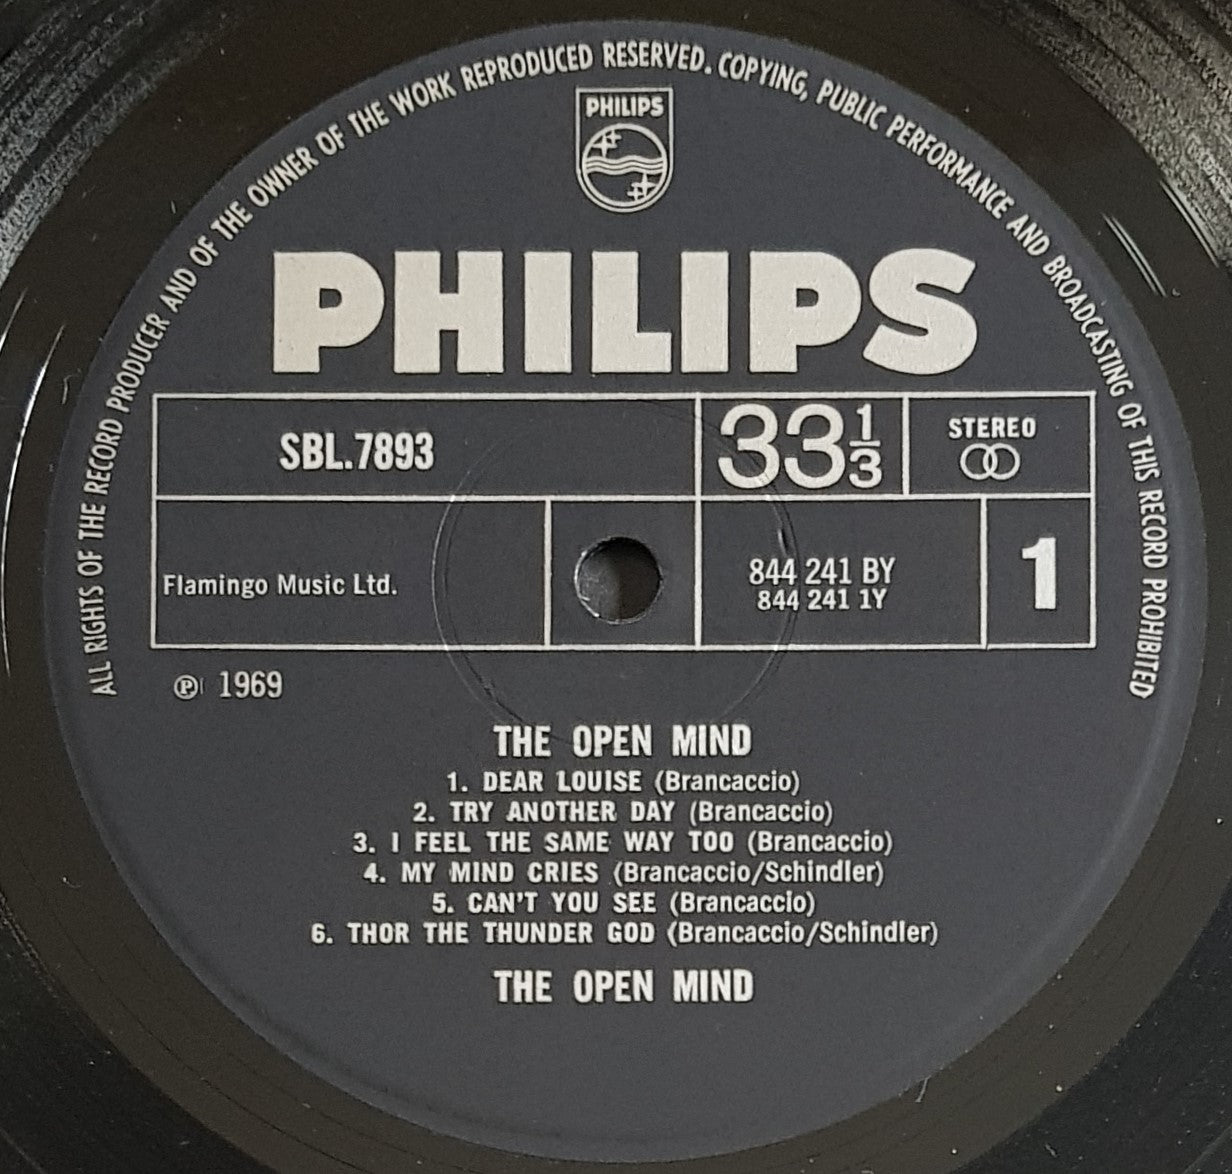 ALL RIGHTS OF THE RECORD PRODUCER AND OF THE OWNER OF THE WORK REPRODUCED RESERVED. COPYING, PUBLIC PERFORMANCE AND BROADCASTING OF THIS RECORD PROHIBITED
PHILIPS
PHILIPS
SBL.7893
33 1/3
STEREO
Flamingo Music Ltd.
844 241 BY
844 241 1Y
1
℗ 1969
THE OPEN MIND
1. DEAR LOUISE (Brancaccio)
2. TRY ANOTHER DAY (Brancaccio)
3. I FEEL THE SAME WAY TOO (Brancaccio)
4. MY MIND CRIES (Brancaccio/Schindler)
5. CAN'T YOU SEE (Brancaccio)
6. THOR THE THUNDER GOD (Brancaccio/Schindler)
THE OPEN MIND